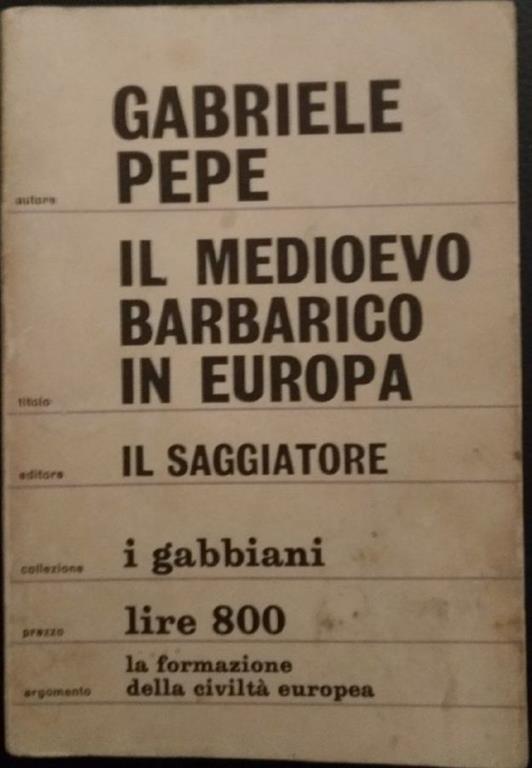 GABRIELE
autore PEPE
IL MEDIOEVO
BARBARICO
titolo IN EUROPA
editore IL SAGGIATORE
collezione i gabbiani
prezzo lire 800
la formazione
argomento della civiltà europea